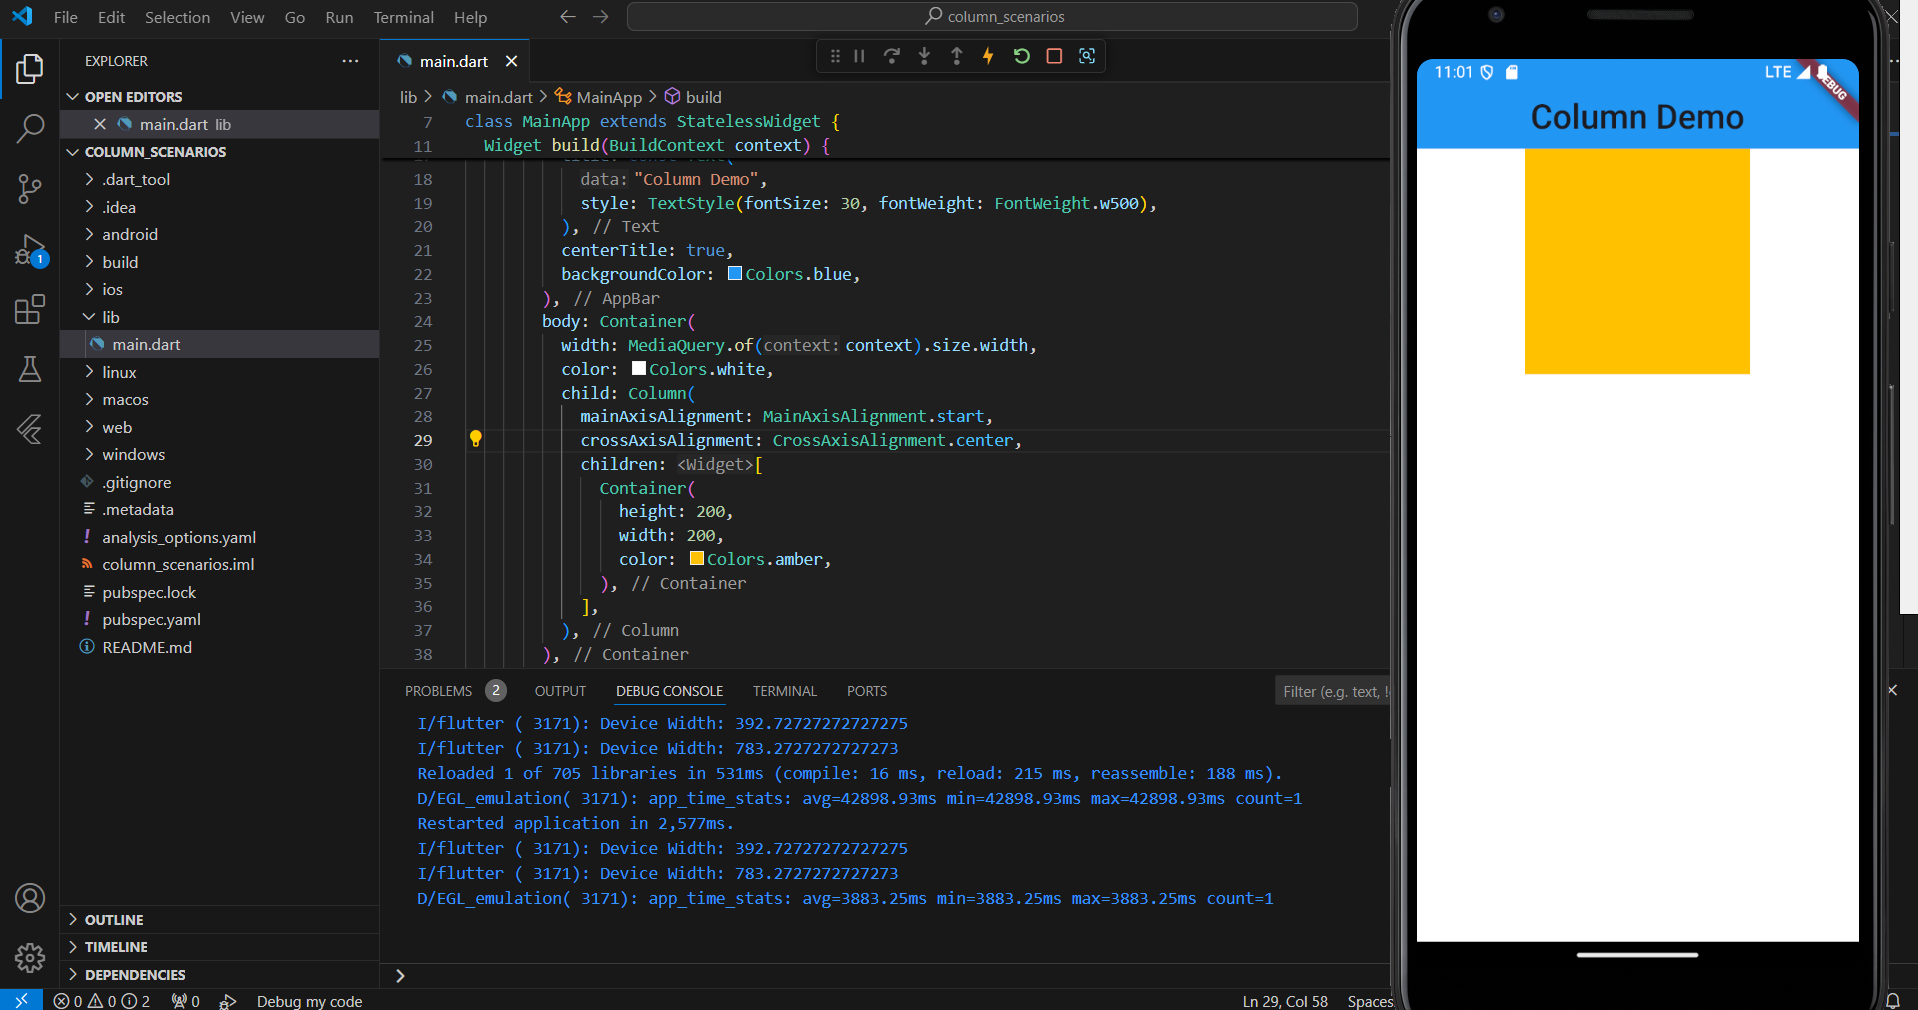 File Edit Selection View Go Run Terminal Help
column_scenarios
EXPLORER
OPEN EDITORS
main.dart lib
COLUMN_SCENARIOS
.dart_tool
.idea
android
build
ios
lib
main.dart
linux
macos
web
windows
.gitignore
.metadata
analysis_options.yaml
column_scenarios.iml
pubspec.lock
pubspec.yaml
README.md
OUTLINE
TIMELINE
DEPENDENCIES
1
main.dart
lib > main.dart > MainApp > build
7 class MainApp extends StatelessWidget {
11 Widget build(BuildContext context) {
18 data: "Column Demo",
19 style: TextStyle(fontSize: 30, fontWeight: FontWeight.w500),
20 ), // Text
21 centerTitle: true,
22 backgroundColor: Colors.blue,
23 ), // AppBar
24 body: Container(
25 width: MediaQuery.of(context: context).size.width,
26 color: Colors.white,
27 child: Column(
28 mainAxisAlignment: MainAxisAlignment.start,
29 crossAxisAlignment: CrossAxisAlignment.center,
30 children: <Widget>[
31 Container(
32 height: 200,
33 width: 200,
34 color: Colors.amber,
35 ), // Container
36 ],
37 ), // Column
38 ), // Container
PROBLEMS 2 OUTPUT DEBUG CONSOLE TERMINAL PORTS
Filter (e.g. text, !
I/flutter ( 3171): Device Width: 392.72727272727275
I/flutter ( 3171): Device Width: 783.2727272727273
Reloaded 1 of 705 libraries in 531ms (compile: 16 ms, reload: 215 ms, reassemble: 188 ms).
D/EGL_emulation( 3171): app_time_stats: avg=42898.93ms min=42898.93ms max=42898.93ms count=1
Restarted application in 2,577ms.
I/flutter ( 3171): Device Width: 392.72727272727275
I/flutter ( 3171): Device Width: 783.2727272727273
D/EGL_emulation( 3171): app_time_stats: avg=3883.25ms min=3883.25ms max=3883.25ms count=1
0 0 2 0 Debug my code
Ln 29, Col 58 Spaces
11:01 LTE
Column Demo